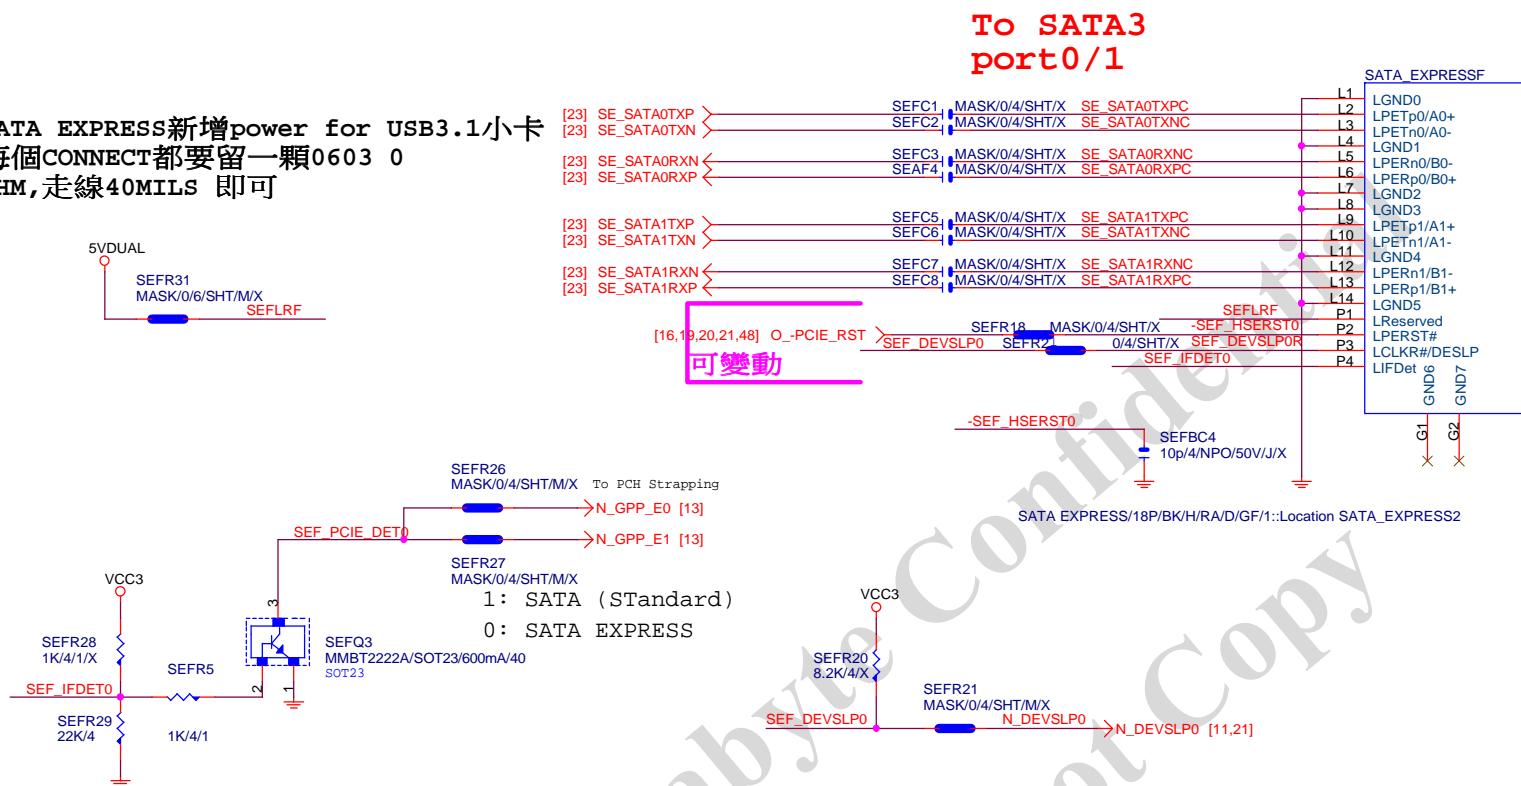 To SATA3
port0/1
SATA_EXPRESSF
ATA EXPRESS新增power for USB3.1小卡
每個CONNECT都要留一顆0603 0
HM,走線40MILS 即可
[23] SE_SATA0TXP SEFC1 MASK/0/4/SHT/X SE_SATA0TXPC
[23] SE_SATA0TXN SEFC2 MASK/0/4/SHT/X SE_SATA0TXNC
[23] SE_SATA0RXN SEFC3 MASK/0/4/SHT/X SE_SATA0RXNC
[23] SE_SATA0RXP SEAF4 MASK/0/4/SHT/X SE_SATA0RXPC
[23] SE_SATA1TXP SEFC5 MASK/0/4/SHT/X SE_SATA1TXPC
[23] SE_SATA1TXN SEFC6 MASK/0/4/SHT/X SE_SATA1TXNC
[23] SE_SATA1RXN SEFC7 MASK/0/4/SHT/X SE_SATA1RXNC
[23] SE_SATA1RXP SEFC8 MASK/0/4/SHT/X SE_SATA1RXPC
L1 LGND0
L2 LPETp0/A0+
L3 LPETn0/A0-
L4 LGND1
L5 LPERn0/B0-
L6 LPERp0/B0+
L7 LGND2
L8 LGND3
L9 LPETp1/A1+
L10 LPETn1/A1-
L11 LGND4
L12 LPERn1/B1-
L13 LPERp1/B1+
L14 LGND5
SEFLRF P1 LReserved
[16,19,20,21,48] O_-PCIE_RST SEFR18 MASK/0/4/SHT/X -SEF_HSERST0 P2 LPERST#
SEF_DEVSLP0 0/4/SHT/X SEF_DEVSLP0R P3 LCLKR#/DESLP
SEF_IFDET0 P4 LIFDet
可變動
GND6 GND7
G1 G2
5VDUAL
SEFR31
MASK/0/6/SHT/M/X
SEFLRF
-SEF_HSERST0
SEFBC4
10p/4/NPO/50V/J/X
SATA EXPRESS/18P/BK/H/RA/D/GF/1::Location SATA_EXPRESS2
SEFR26
MASK/0/4/SHT/M/X To PCH Strapping
N_GPP_E0 [13]
SEF_PCIE_DET0
N_GPP_E1 [13]
SEFR27
MASK/0/4/SHT/M/X
1: SATA (STandard)
0: SATA EXPRESS
VCC3
SEFR28
1K/4/1/X
SEFR5
SEF_IFDET0
SEFR29
22K/4
1K/4/1
3
2
1
SEFQ3
MMBT2222A/SOT23/600mA/40
SOT23
VCC3
SEFR20
8.2K/4/X
SEFR21
MASK/0/4/SHT/M/X
SEF_DEVSLP0 N_DEVSLP0 N_DEVSLP0 [11,21]
abyte Confidential
ot Copy